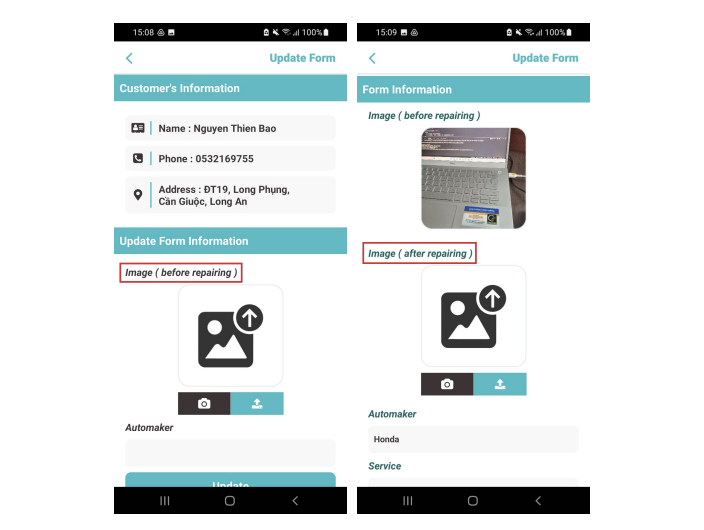 15:08
100%
Update Form
Customer's Information
Name : Nguyen Thien Bao
Phone : 0532169755
Address : ĐT19, Long Phụng,
Cần Giuộc, Long An
Update Form Information
Image ( before repairing )
Automaker
Update
15:09
100%
Update Form
Form Information
Image ( before repairing )
Image ( after repairing )
Automaker
Honda
Service